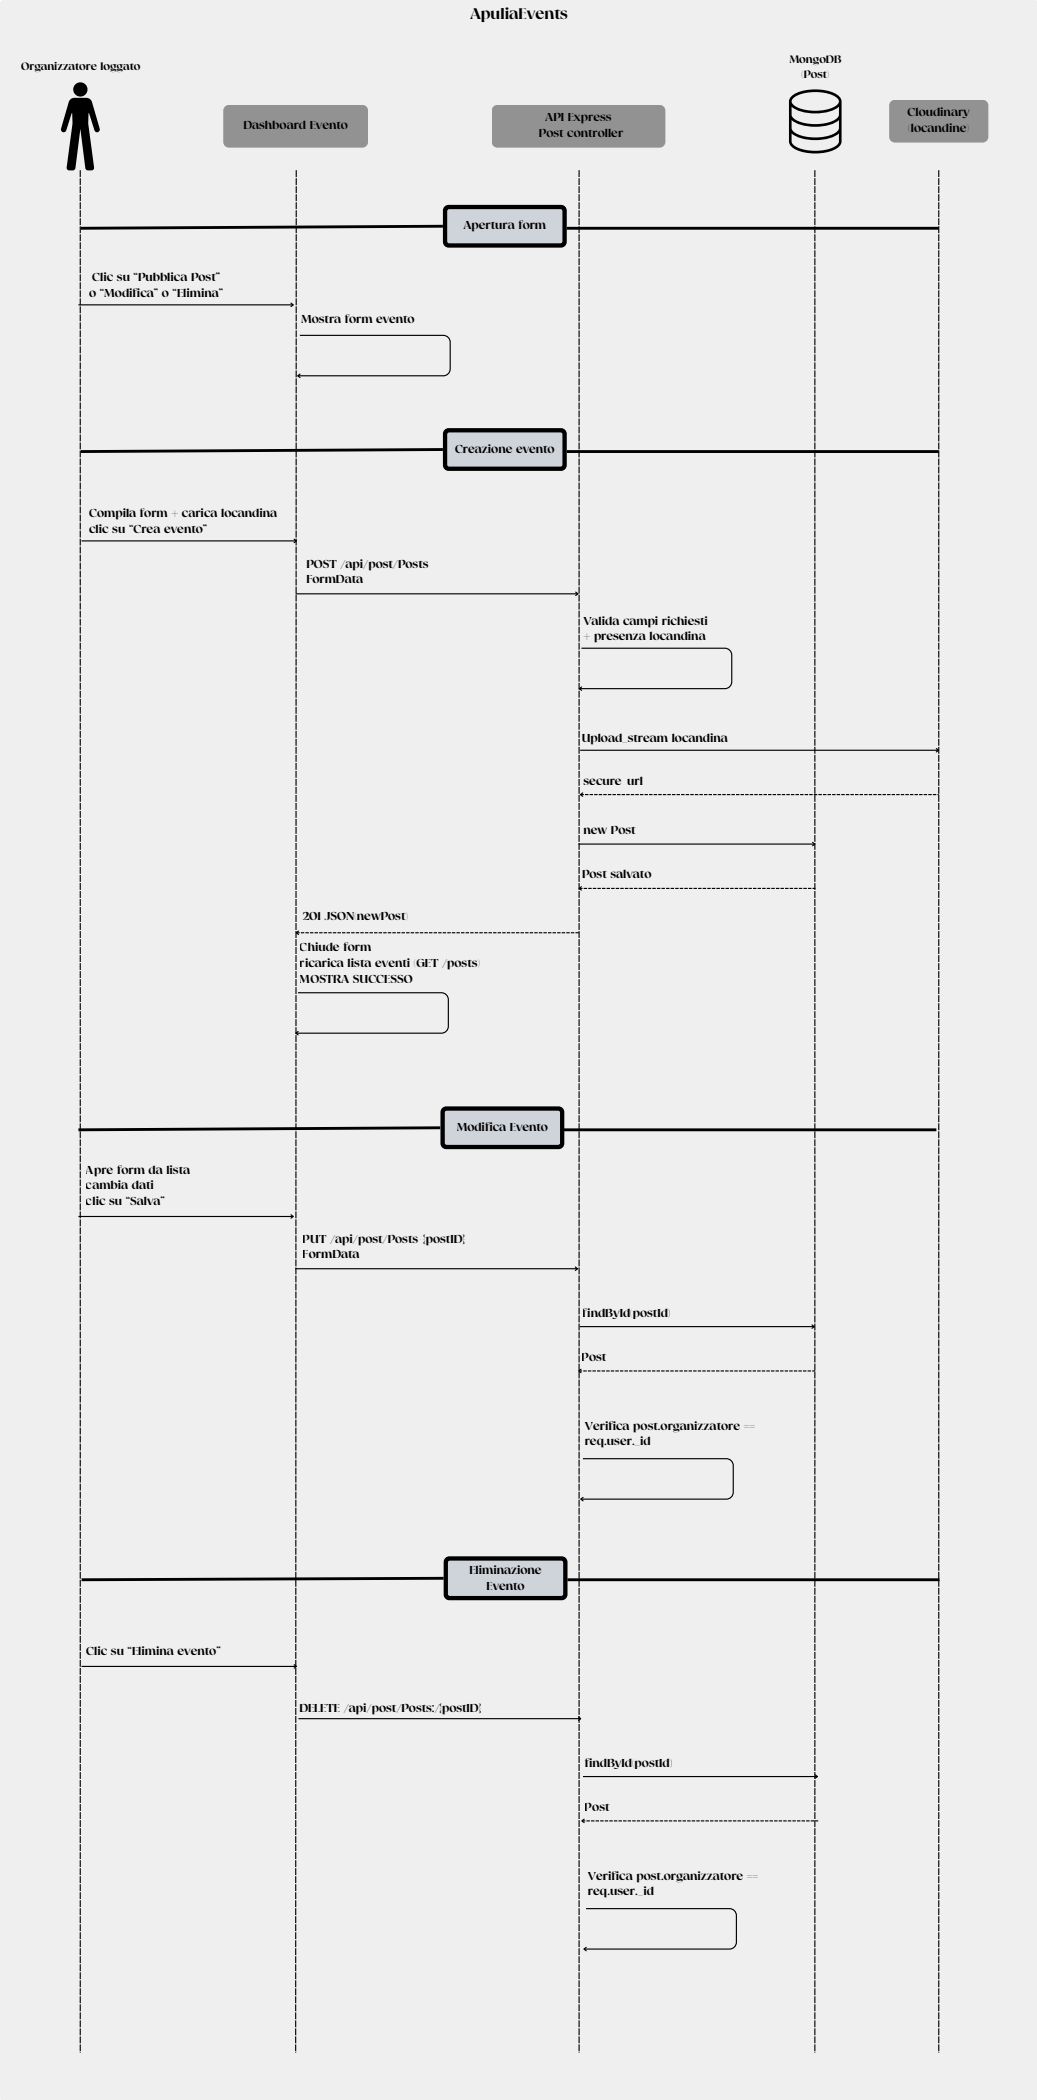 ApuliaEvents
Organizzatore loggato
MongoDB
(Post)
Dashboard Evento
API Express
Post controller
Cloudinary
(locandine)
Apertura form
Clic su "Pubblica Post"
o "Modifica" o "Elimina"
Mostra form evento
Creazione evento
Compila form + carica locandina
clic su "Crea evento"
POST /api/post/Posts
FormData
Valida campi richiesti
+ presenza locandina
Upload_stream locandina
secure_url
new Post
Post salvato
201 JSON(newPost)
Chiude form
ricarica lista eventi (GET /posts)
MOSTRA SUCCESSO
Modifica Evento
Apre form da lista
cambia dati
clic su "Salva"
PUT /api/post/Posts/{postID}
FormData
findById(postId)
Post
Verifica post.organizzatore ==
req.user._id
Eliminazione
Evento
Clic su "Elimina evento"
DELETE /api/post/Posts:/{postID}
findById(postId)
Post
Verifica post.organizzatore ==
req.user._id